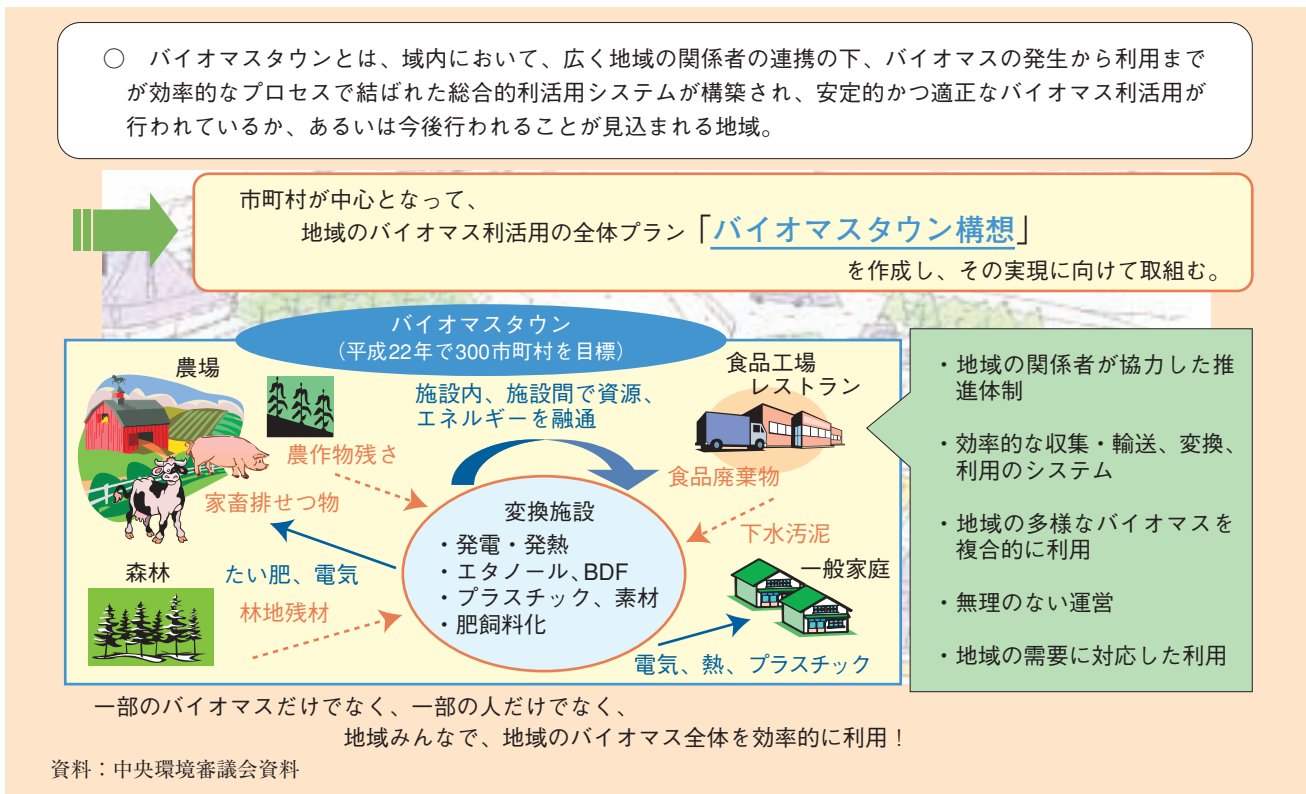 ○ バイオマスタウンとは、域内において、広く地域の関係者の連携の下、バイオマスの発生から利用まで
が効率的なプロセスで結ばれた総合的利活用システムが構築され、安定的かつ適正なバイオマス利活用が
行われているか、あるいは今後行われることが見込まれる地域。
市町村が中心となって、
地域のバイオマス利活用の全体プラン「バイオマスタウン構想」
を作成し、その実現に向けて取組む。
バイオマスタウン
（平成22年で300市町村を目標）
農場
農作物残さ
家畜排せつ物
施設内、施設間で資源、
エネルギーを融通
食品工場
レストラン
食品廃棄物
下水汚泥
変換施設
・発電・発熱
・エタノール、BDF
・プラスチック、素材
・肥飼料化
森林
たい肥、電気
林地残材
一般家庭
電気、熱、プラスチック
・地域の関係者が協力した推
進体制
・効率的な収集・輸送、変換、
利用のシステム
・地域の多様なバイオマスを
複合的に利用
・無理のない運営
・地域の需要に対応した利用
一部のバイオマスだけでなく、一部の人だけでなく、
地域みんなで、地域のバイオマス全体を効率的に利用！
資料：中央環境審議会資料